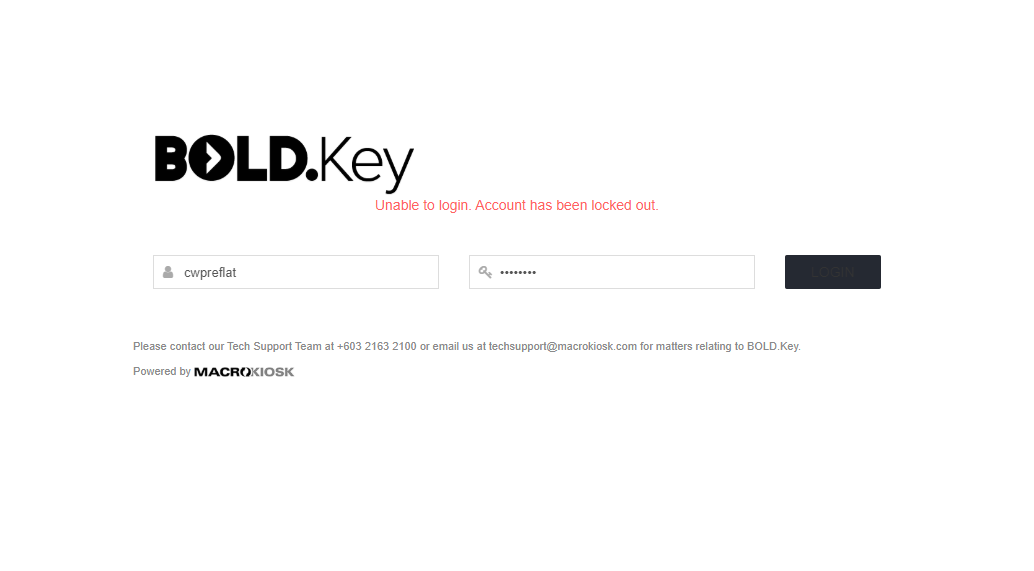 BOLD.Key
Unable to login. Account has been locked out.
cwpreflat
••••••••
LOGIN
Please contact our Tech Support Team at +603 2163 2100 or email us at techsupport@macrokiosk.com for matters relating to BOLD.Key.
Powered by MACROKIOSK